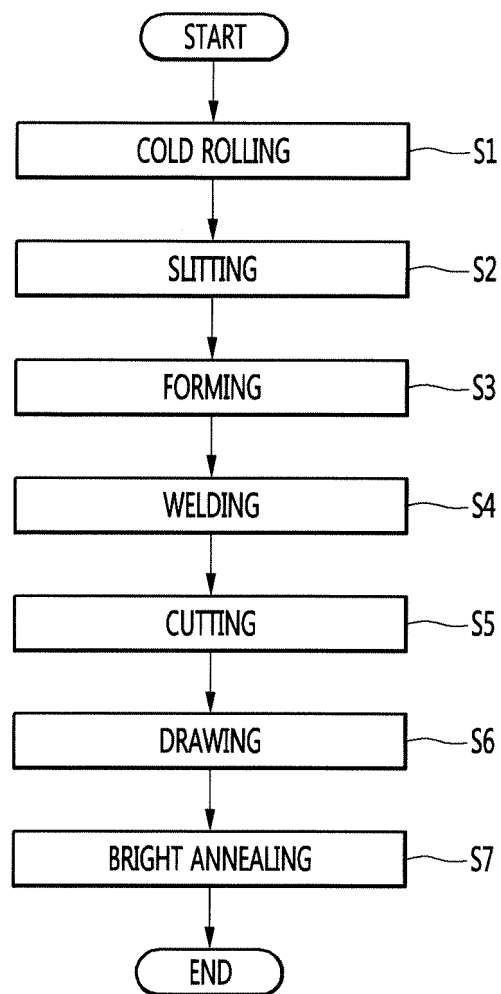 START
COLD ROLLING S1
SLITTING S2
FORMING S3
WELDING S4
CUTTING S5
DRAWING S6
BRIGHT ANNEALING S7
END